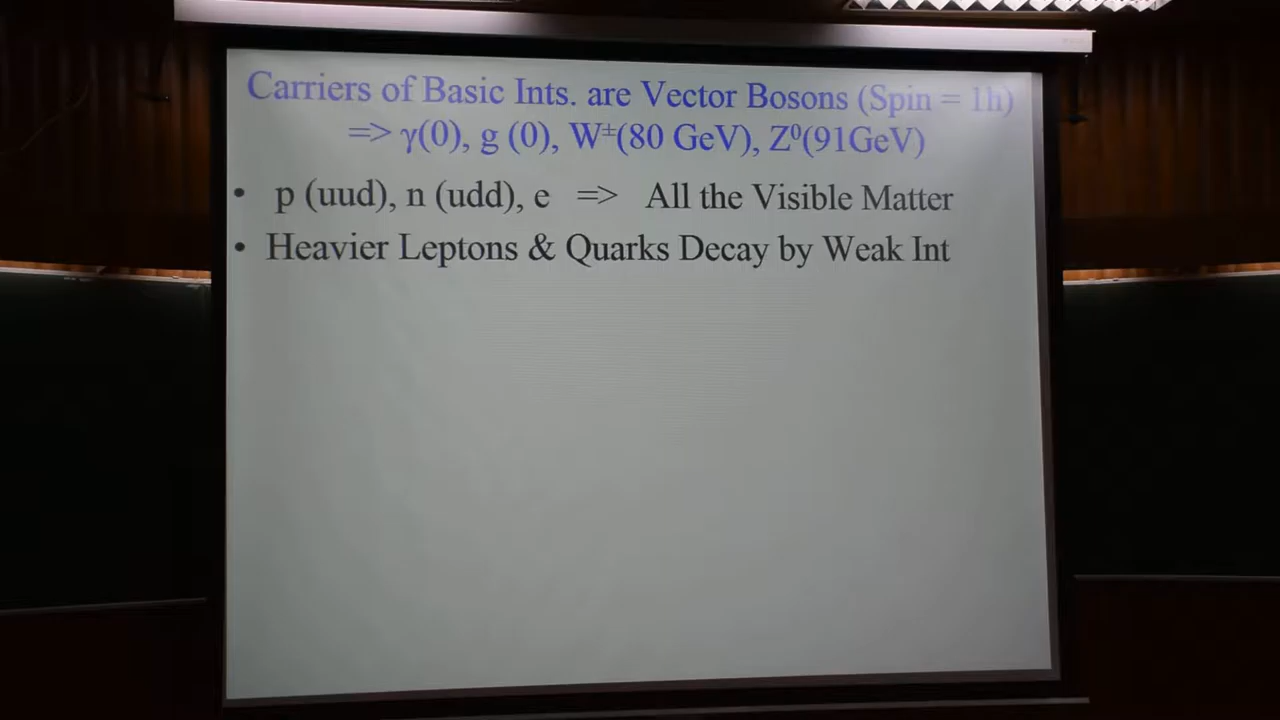 Carriers of Basic Ints. are Vector Bosons (Spin = 1h)
=> γ(0), g (0), W±(80 GeV), Z⁰(91GeV)
• p (uud), n (udd), e => All the Visible Matter
• Heavier Leptons & Quarks Decay by Weak Int